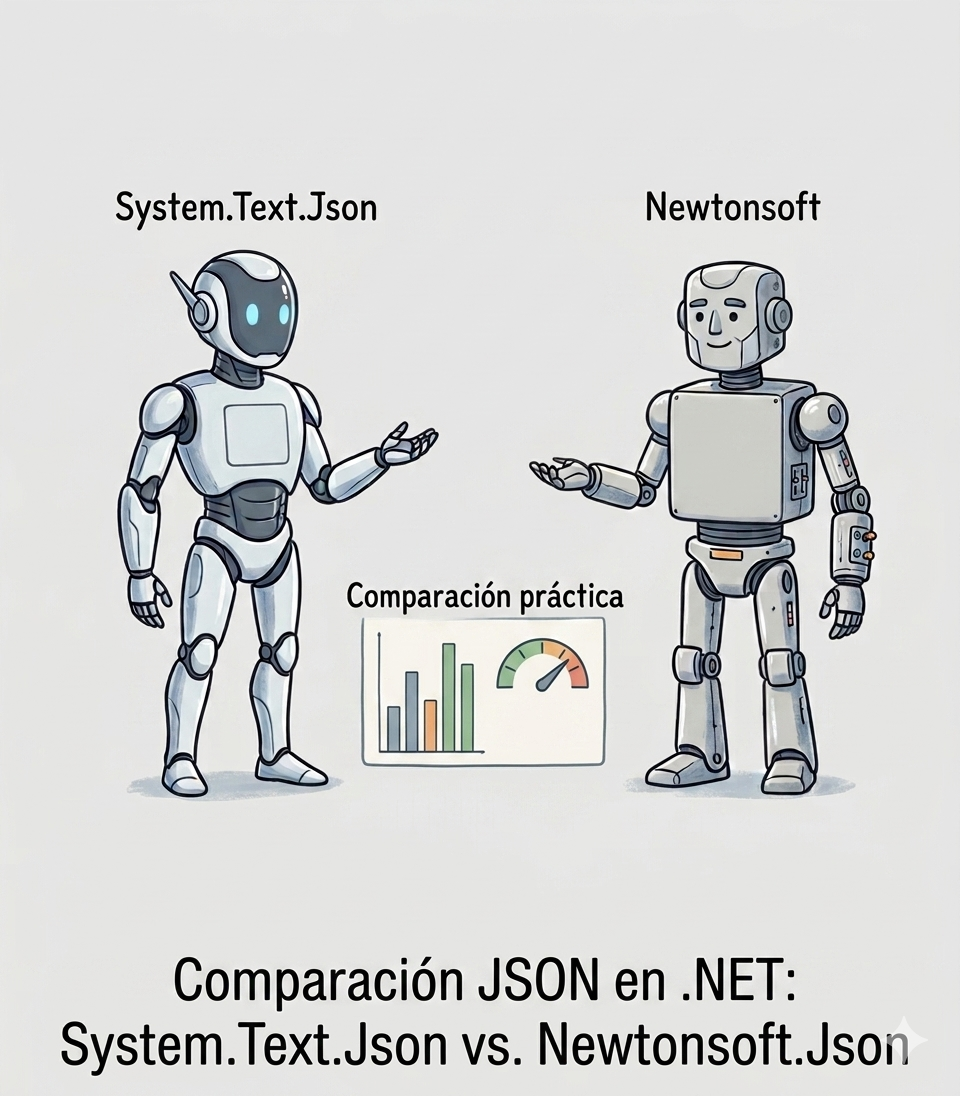 System.Text.Json
Newtonsoft
Comparación práctica
Comparación JSON en .NET:
System.Text.Json vs. Newtonsoft.Json